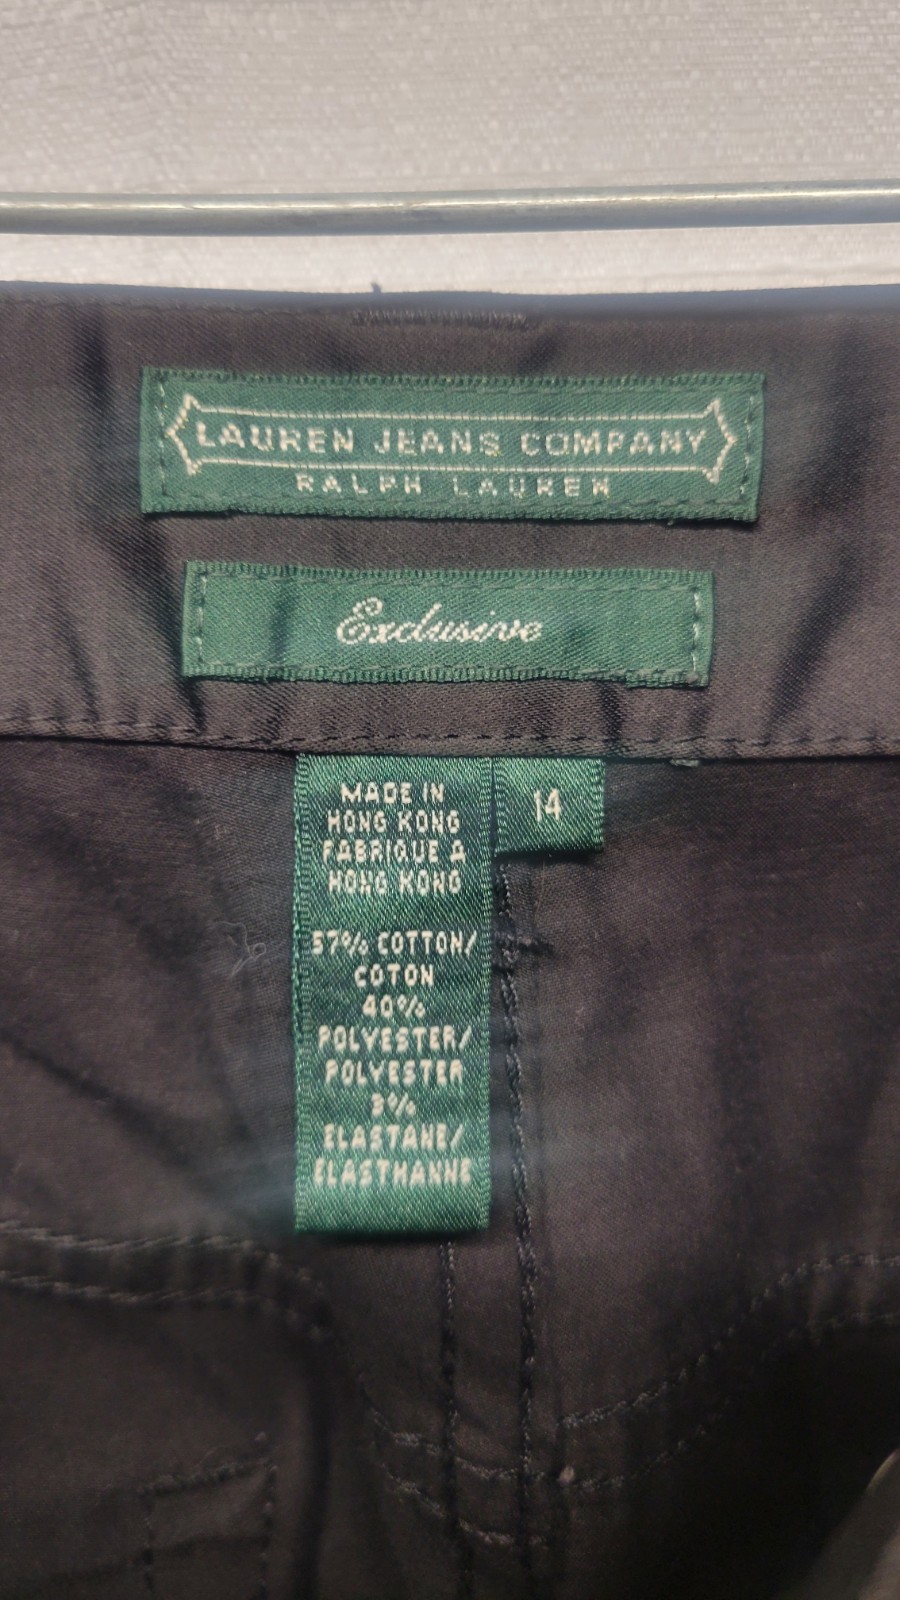 LAUREN JEANS COMPANY
RALPH LAUREN
Exclusive
MADE IN
HONG KONG
FABRIQUE A
HONG KONG
14
57% COTTON/
COTON
40%
POLYESTER/
POLYESTER
3%
ELASTANE/
ELASTHANNE